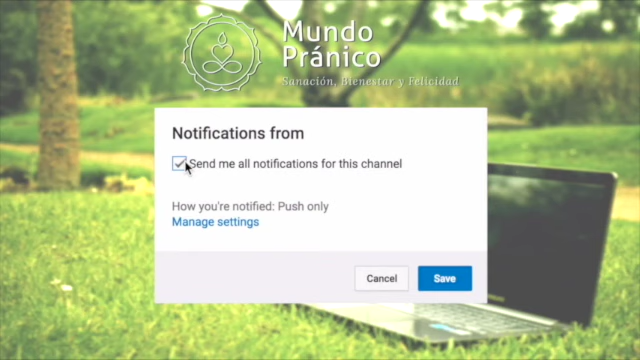 Mundo
Pránico
Sanación, Bienestar y Felicidad
Notifications from
Send me all notifications for this channel
How you're notified: Push only
Manage settings
Cancel
Save